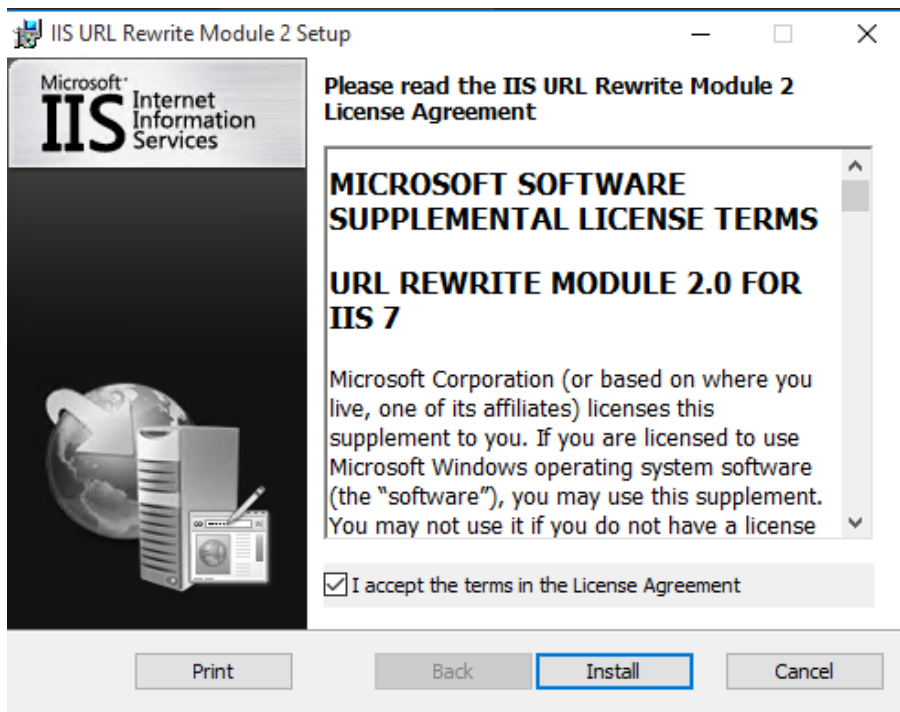 IIS URL Rewrite Module 2 Setup
Microsoft
IIS
Internet
Information
Services
Please read the IIS URL Rewrite Module 2
License Agreement
MICROSOFT SOFTWARE
SUPPLEMENTAL LICENSE TERMS
URL REWRITE MODULE 2.0 FOR
IIS 7
Microsoft Corporation (or based on where you
live, one of its affiliates) licenses this
supplement to you. If you are licensed to use
Microsoft Windows operating system software
(the “software”), you may use this supplement.
You may not use it if you do not have a license
I accept the terms in the License Agreement
Print Back Install Cancel